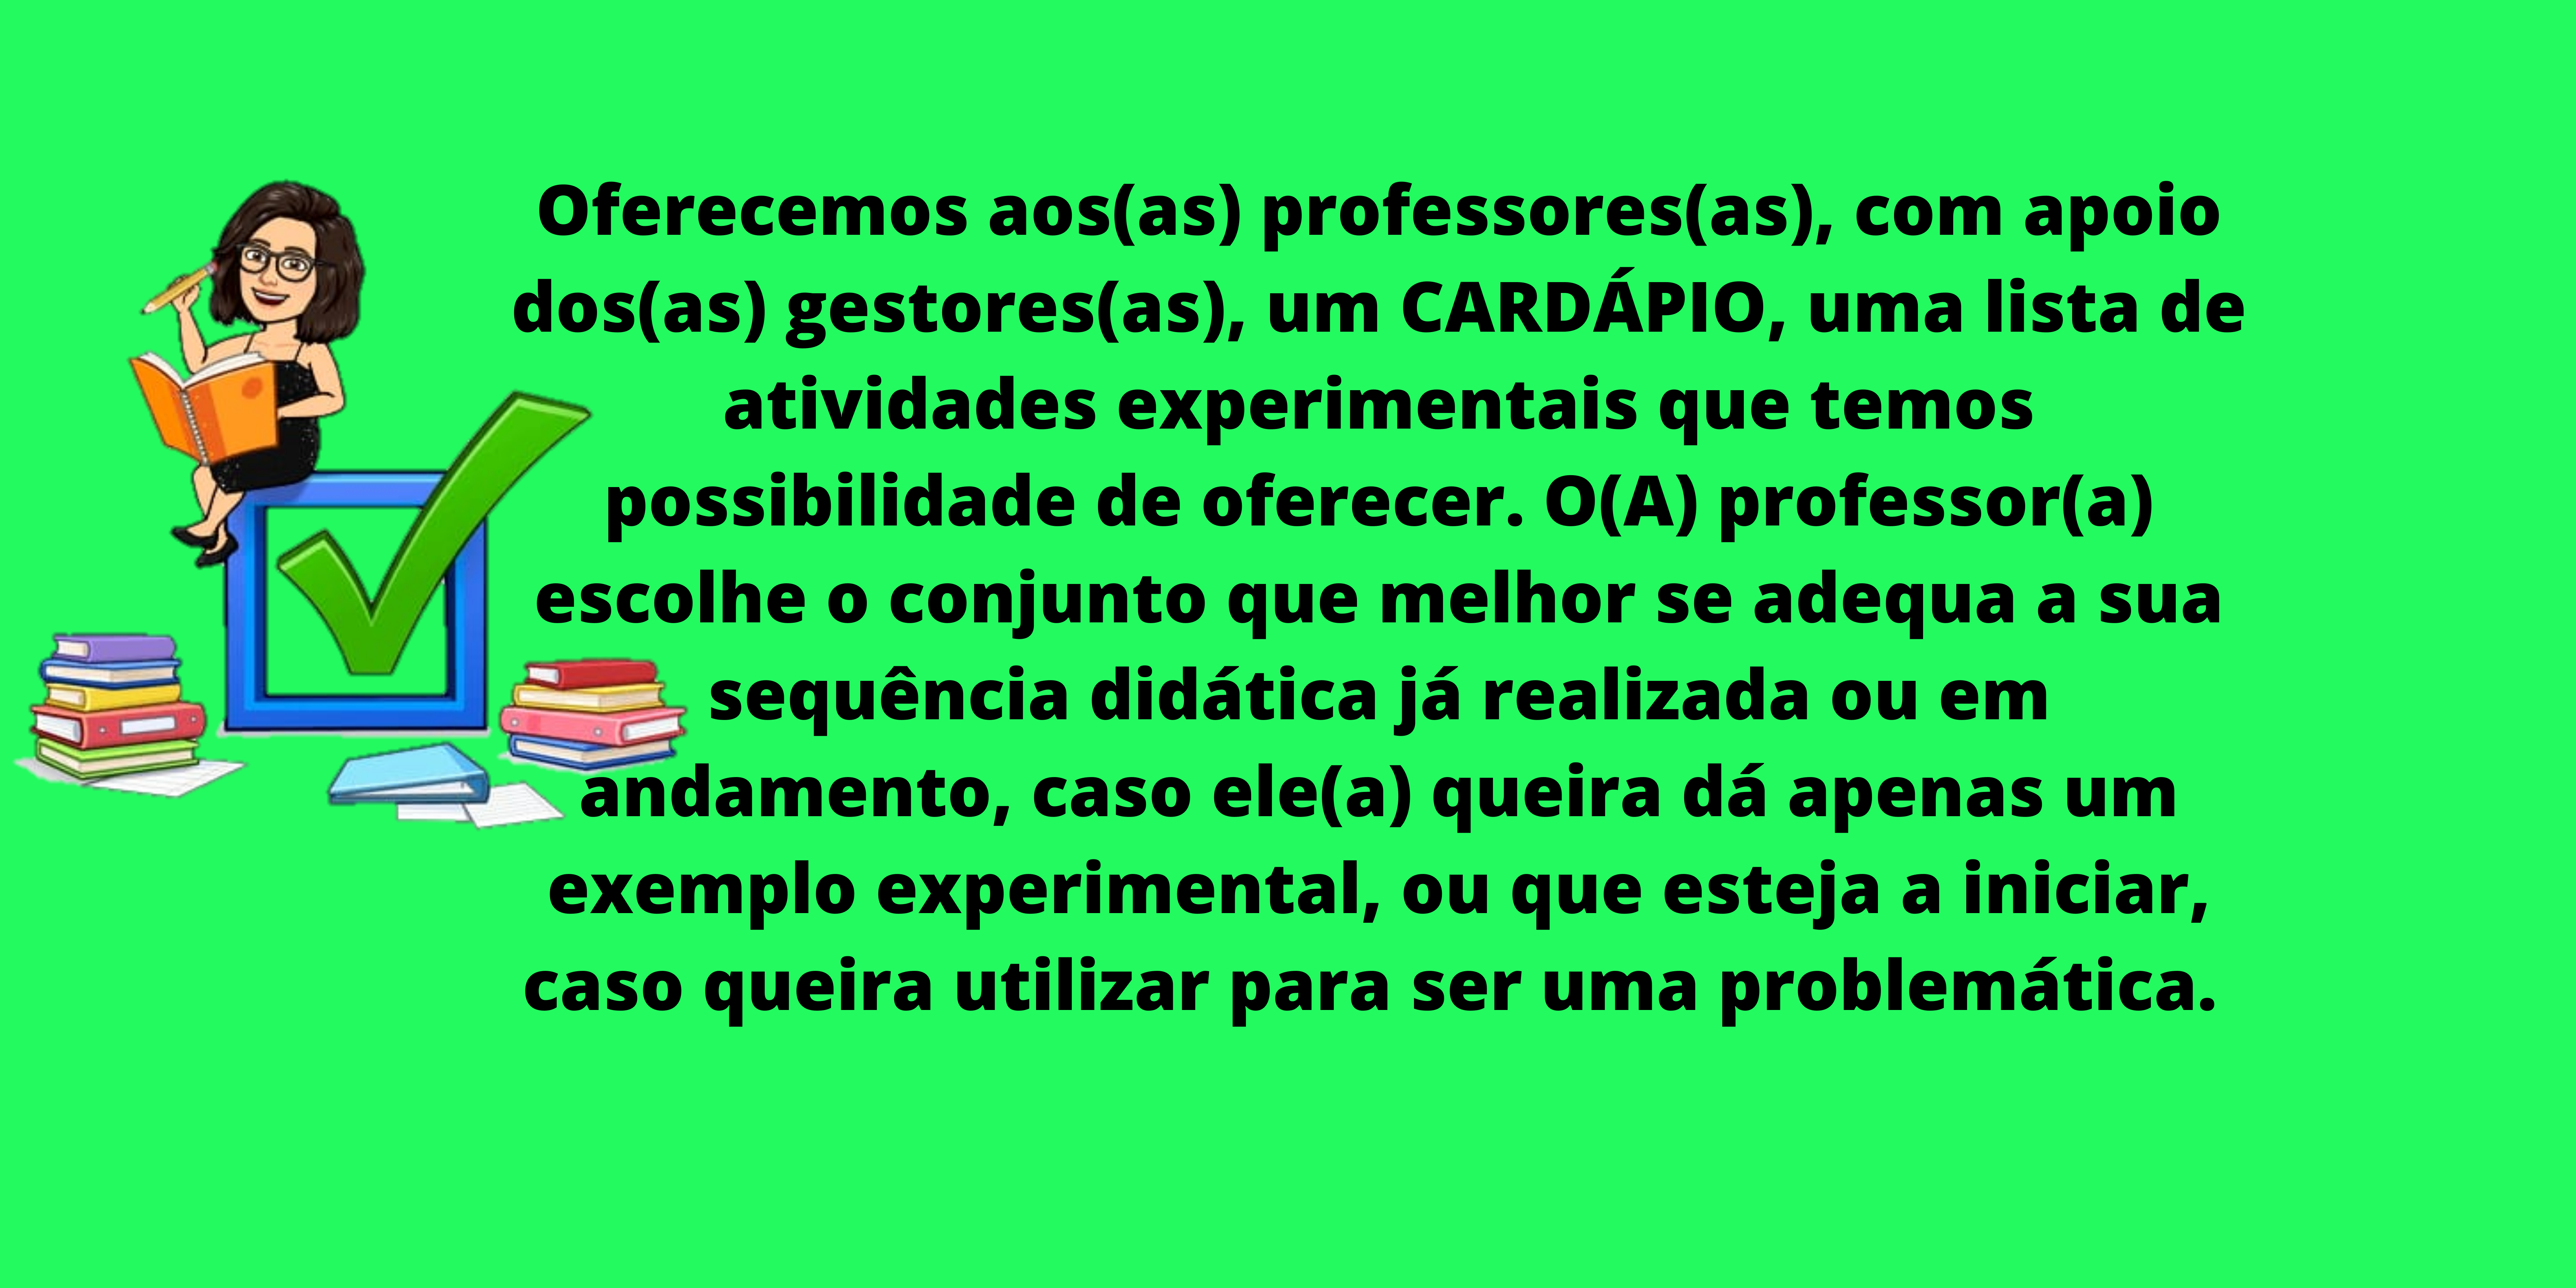 Oferecemos aos(as) professores(as), com apoio
dos(as) gestores(as), um CARDÁPIO, uma lista de
atividades experimentais que temos
possibilidade de oferecer. O(A) professor(a)
escolhe o conjunto que melhor se adequa a sua
sequência didática já realizada ou em
andamento, caso ele(a) queira dá apenas um
exemplo experimental, ou que esteja a iniciar,
caso queira utilizar para ser uma problemática.